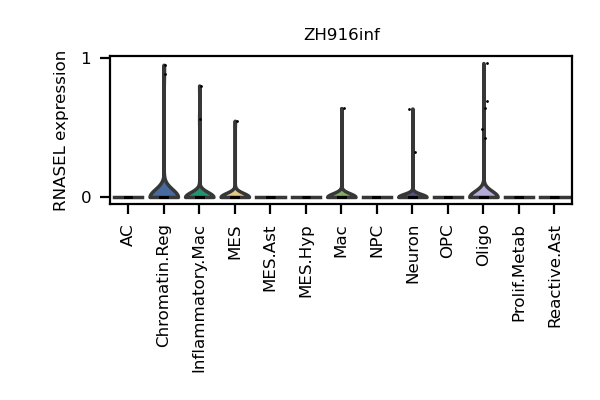 ZH916inf
RNASEL expression
1
0
AC
Chromatin.Reg
Inflammatory.Mac
MES
MES.Ast
MES.Hyp
Mac
NPC
Neuron
OPC
Oligo
Prolif.Metab
Reactive.Ast